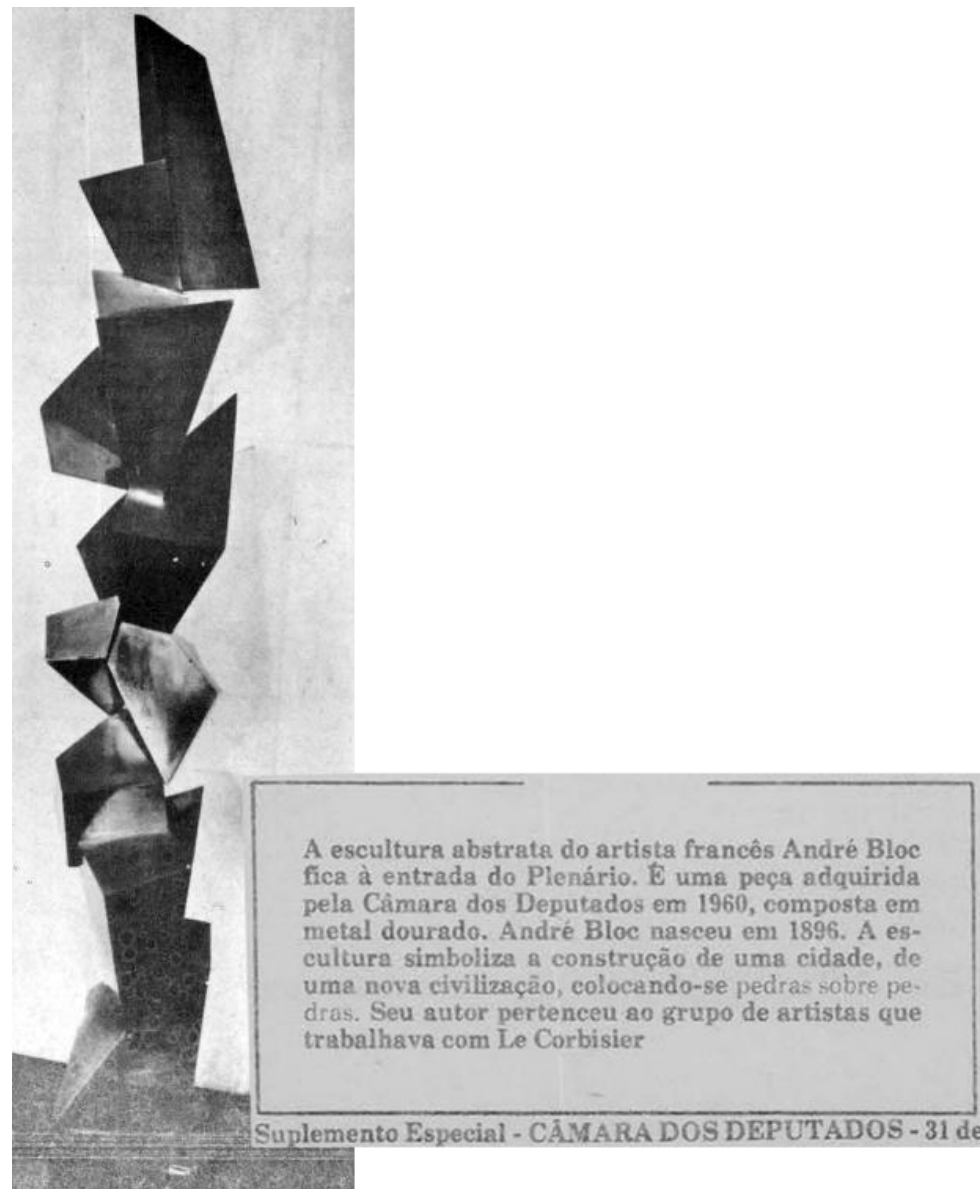 A escultura abstrata do artista francês André Bloc
fica à entrada do Plenário. É uma peça adquirida
pela Câmara dos Deputados em 1960, composta em
metal dourado. André Bloc nasceu em 1896. A es-
cultura simboliza a construção de uma cidade, de
uma nova civilização, colocando-se pedras sobre pe-
dras. Seu autor pertenceu ao grupo de artistas que
trabalhava com Le Corbisier
Suplemento Especial - CÂMARA DOS DEPUTADOS - 31 de